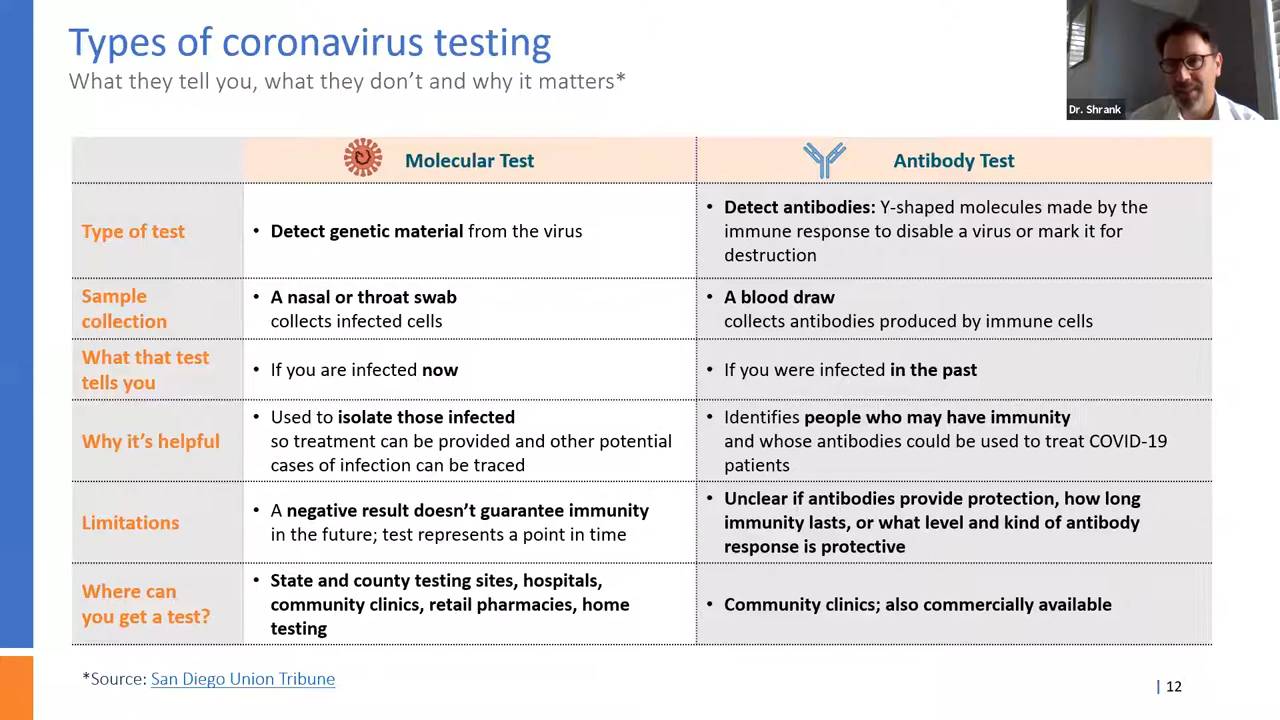 Types of coronavirus testing
What they tell you, what they don't and why it matters*
Dr. Shrank
Molecular Test
Antibody Test
Type of test
• Detect genetic material from the virus
• Detect antibodies: Y-shaped molecules made by the
immune response to disable a virus or mark it for
destruction
Sample
collection
• A nasal or throat swab
collects infected cells
• A blood draw
collects antibodies produced by immune cells
What that test
tells you
• If you are infected now
• If you were infected in the past
Why it's helpful
• Used to isolate those infected
so treatment can be provided and other potential
cases of infection can be traced
• Identifies people who may have immunity
and whose antibodies could be used to treat COVID-19
patients
Limitations
• A negative result doesn't guarantee immunity
in the future; test represents a point in time
• Unclear if antibodies provide protection, how long
immunity lasts, or what level and kind of antibody
response is protective
Where can
you get a test?
• State and county testing sites, hospitals,
community clinics, retail pharmacies, home
testing
• Community clinics; also commercially available
*Source: San Diego Union Tribune
| 12